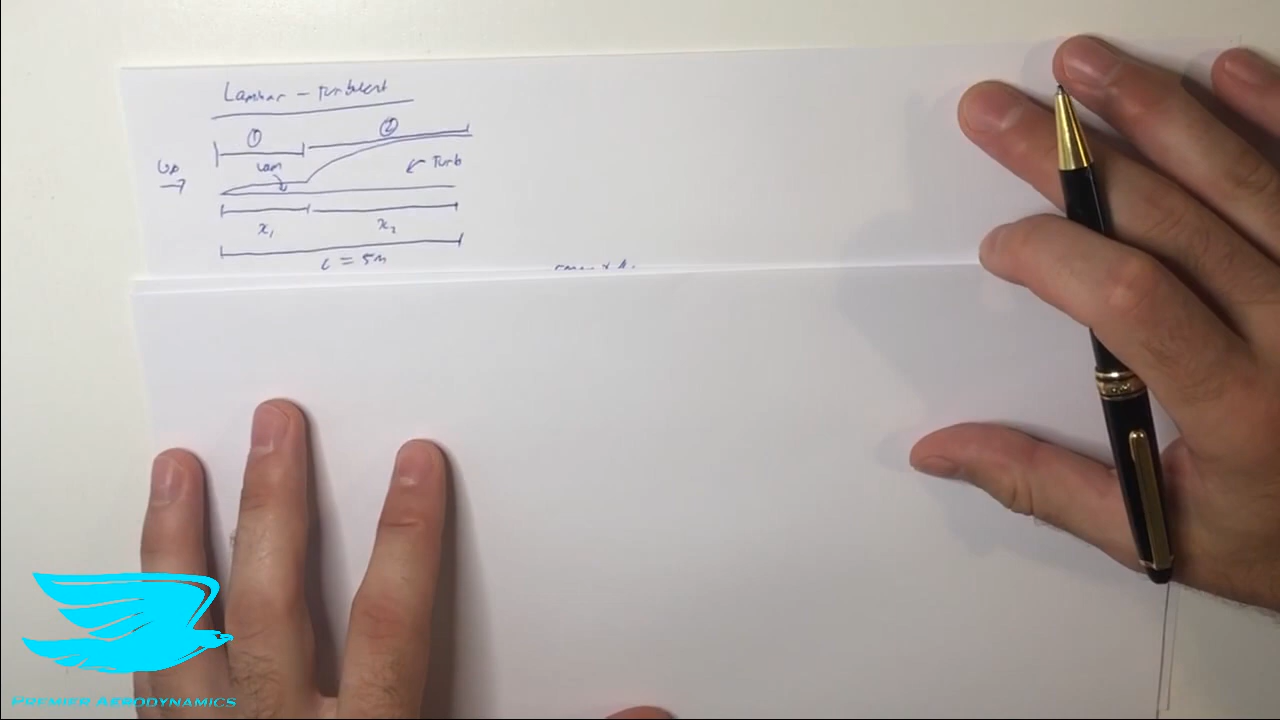 Laminar - Turbulent
① ②
U∞ Lam Turb
→
x₁ x₂
L = 5m
PREMIER AERODYNAMICS